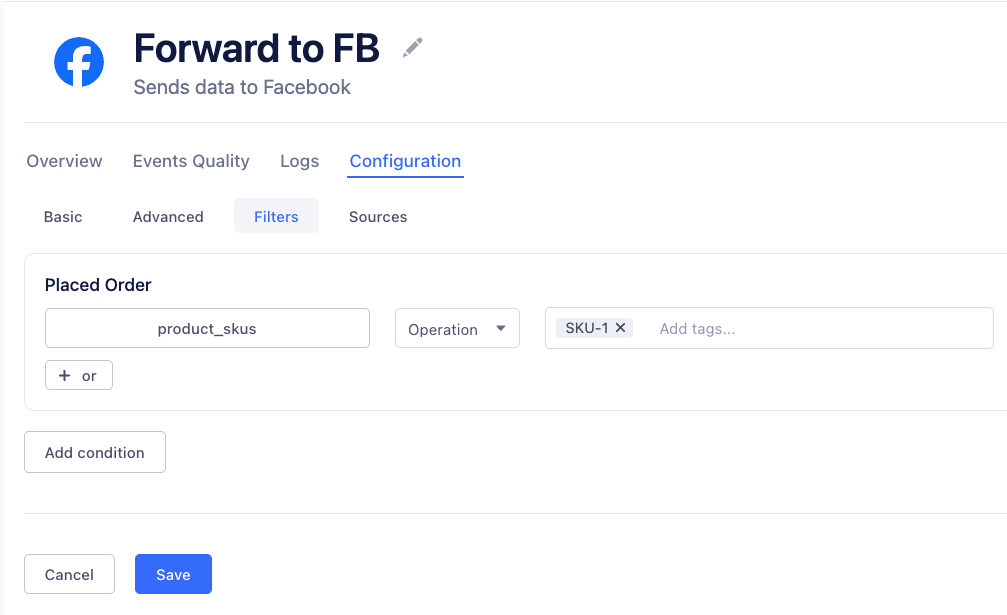 Forward to FB
Sends data to Facebook
Overview Events Quality Logs Configuration
Basic Advanced Filters Sources
Placed Order
product_skus Operation SKU-1 Add tags...
+ or
Add condition
Cancel Save